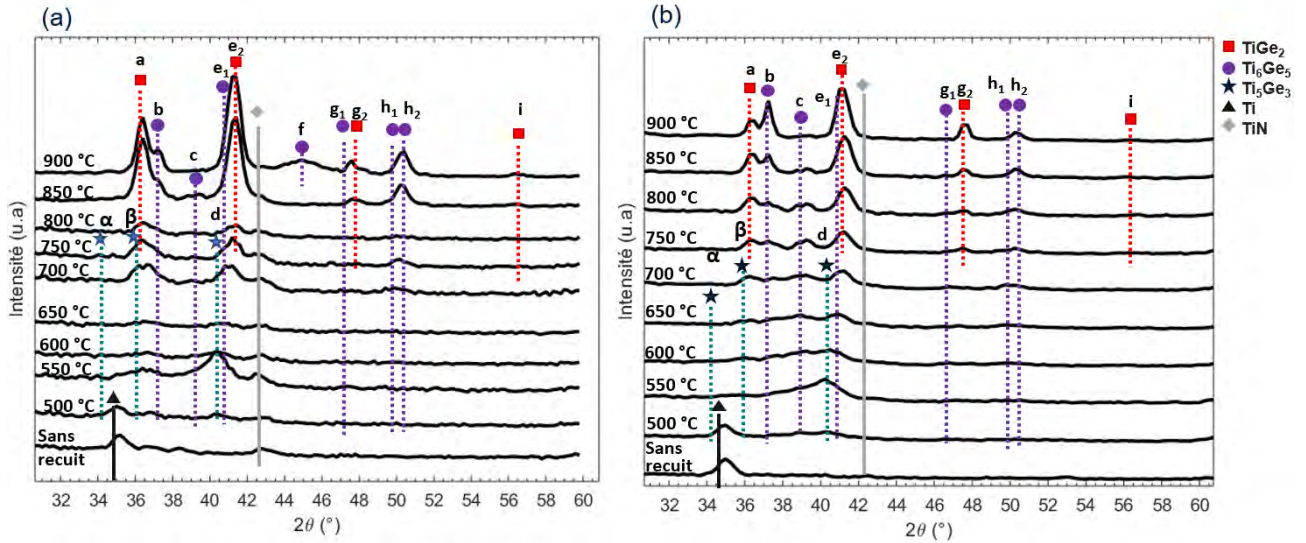 (a)
a
b
c
e₁
e₂
f
g₁
g₂
h₁
h₂
i
α
β
d
900 °C
850 °C
800 °C
750 °C
700 °C
650 °C
600 °C
550 °C
500 °C
Sans
recuit
Intensité (u.a)
32 34 36 38 40 42 44 46 48 50 52 54 56 58 60
2θ (°)
(b)
a
b
c
e₁
e₂
g₁
g₂
h₁
h₂
i
α
β
d
900 °C
850 °C
800 °C
750 °C
700 °C
650 °C
600 °C
550 °C
500 °C
Sans
recuit
Intensité (u.a)
32 34 36 38 40 42 44 46 48 50 52 54 56 58 60
2θ (°)
TiGe₂
Ti₆Ge₅
Ti₅Ge₃
Ti
TiN